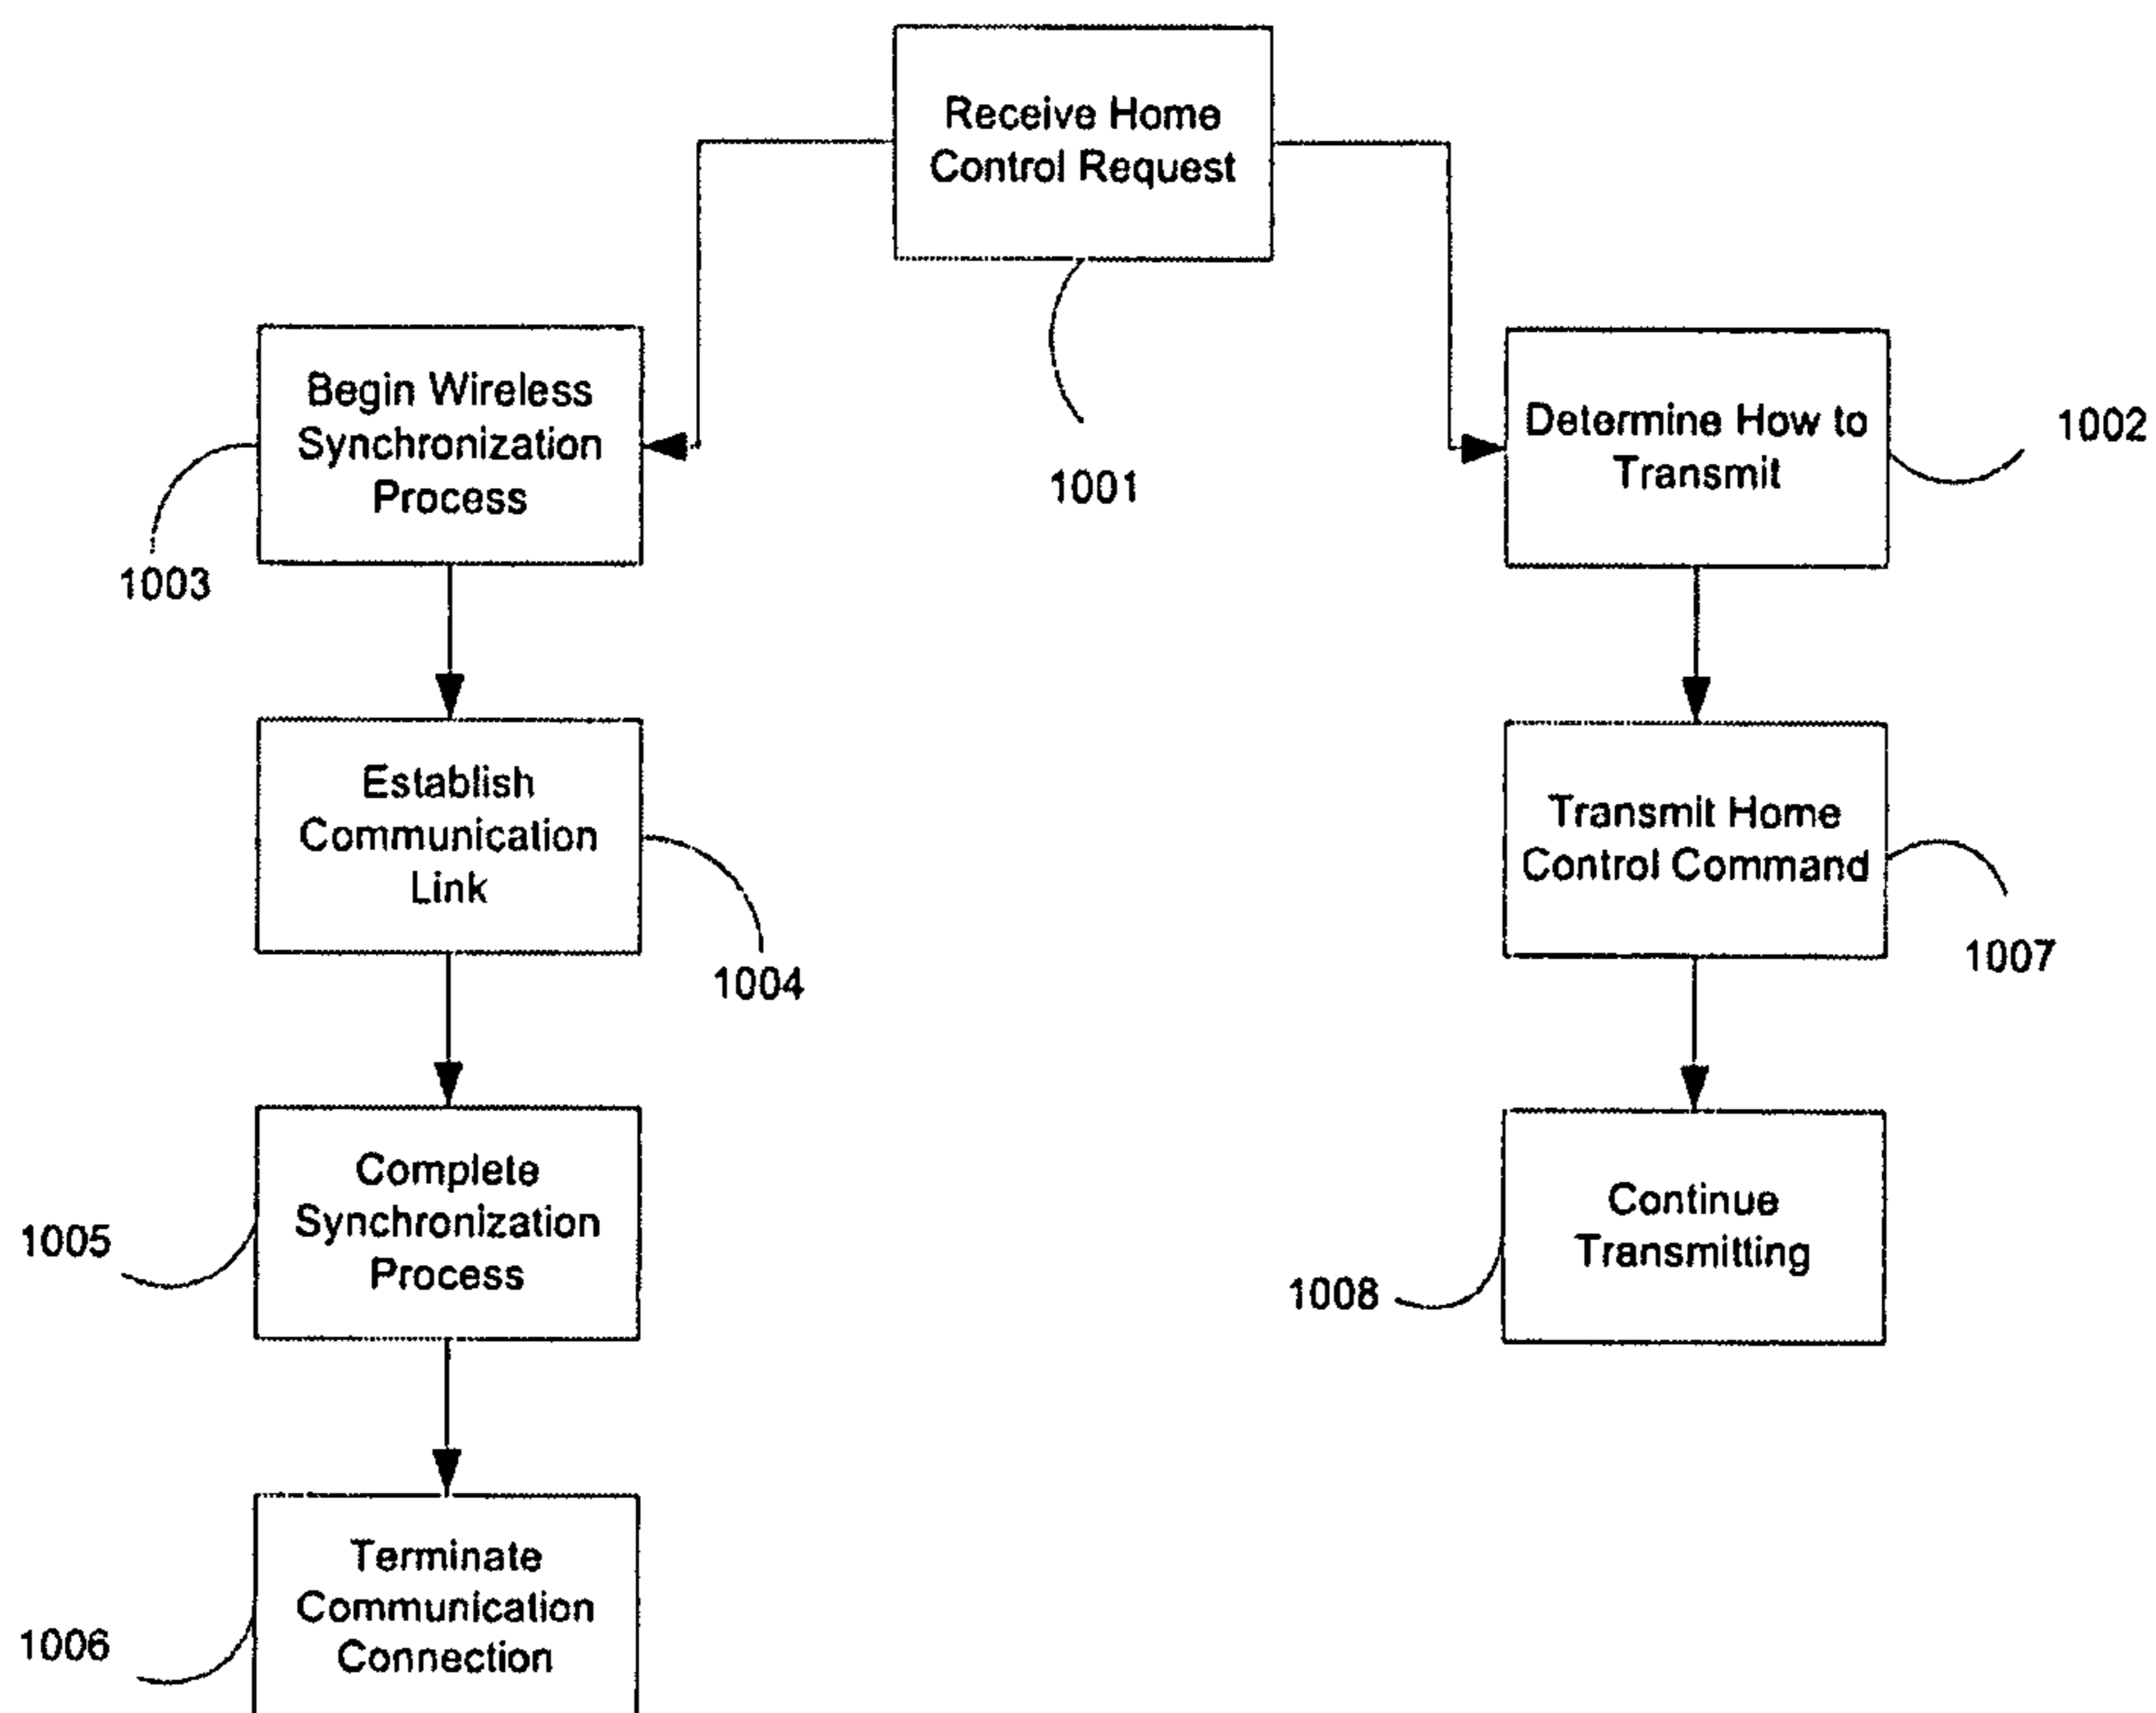 Receive Home
Control Request
1001
Begin Wireless
Synchronization
Process
1003
Determine How to
Transmit
1002
Establish
Communication
Link
1004
Transmit Home
Control Command
1007
Complete
Synchronization
Process
1005
Continue
Transmitting
1008
Terminate
Communication
Connection
1006